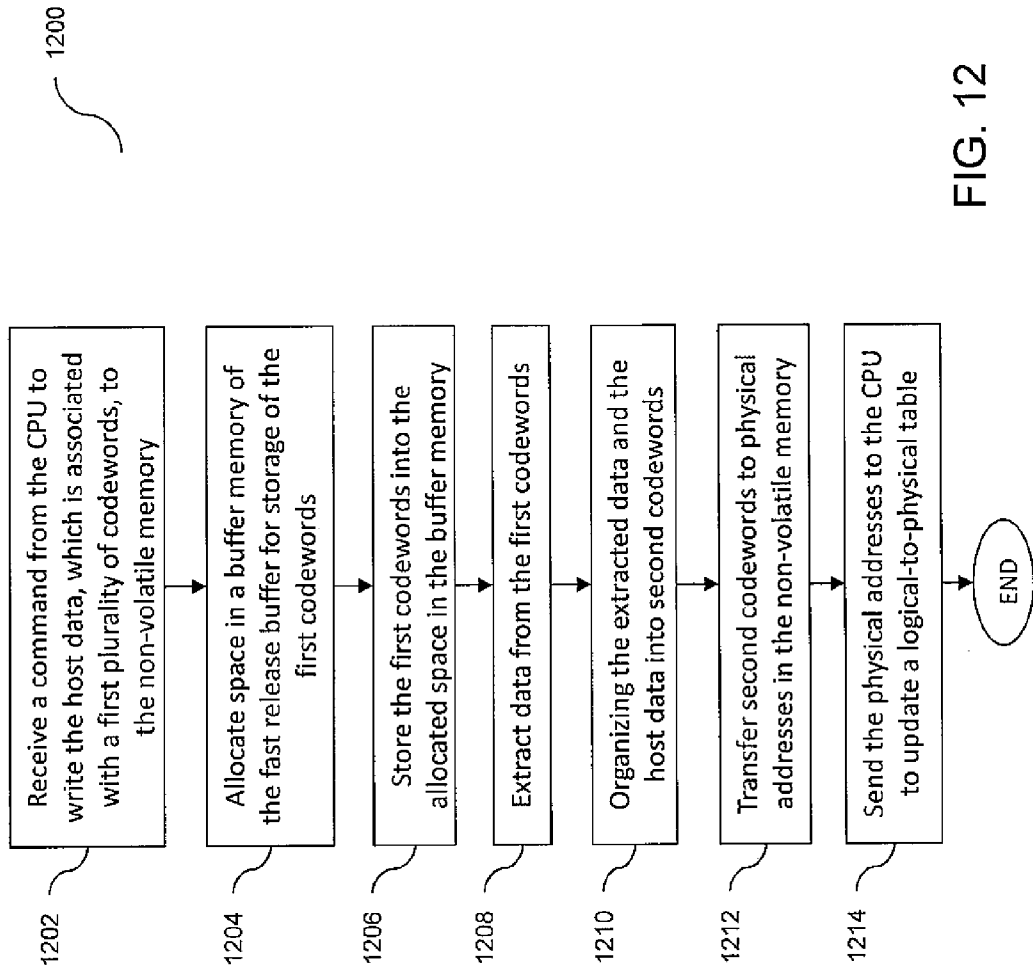 1200
1202
Receive a command from the CPU to
write the host data, which is associated
with a first plurality of codewords, to
the non-volatile memory
1204
Allocate space in a buffer memory of
the fast release buffer for storage of the
first codewords
1206
Store the first codewords into the
allocated space in the buffer memory
1208
Extract data from the first codewords
1210
Organizing the extracted data and the
host data into second codewords
1212
Transfer second codewords to physical
addresses in the non-volatile memory
1214
Send the physical addresses to the CPU
to update a logical-to-physical table
END
FIG. 12